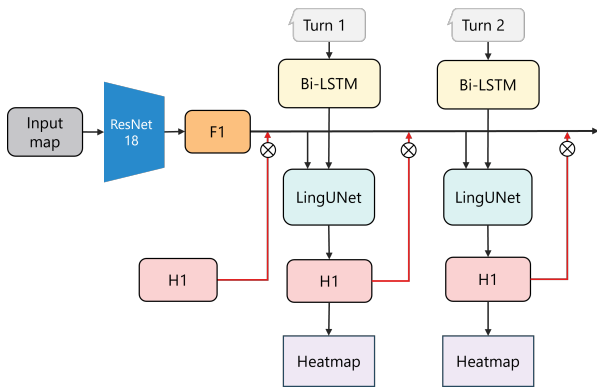 Turn 1
Turn 2
Bi-LSTM
Bi-LSTM
Input
map
ResNet
18
F1
LingUNet
LingUNet
H1
H1
H1
Heatmap
Heatmap